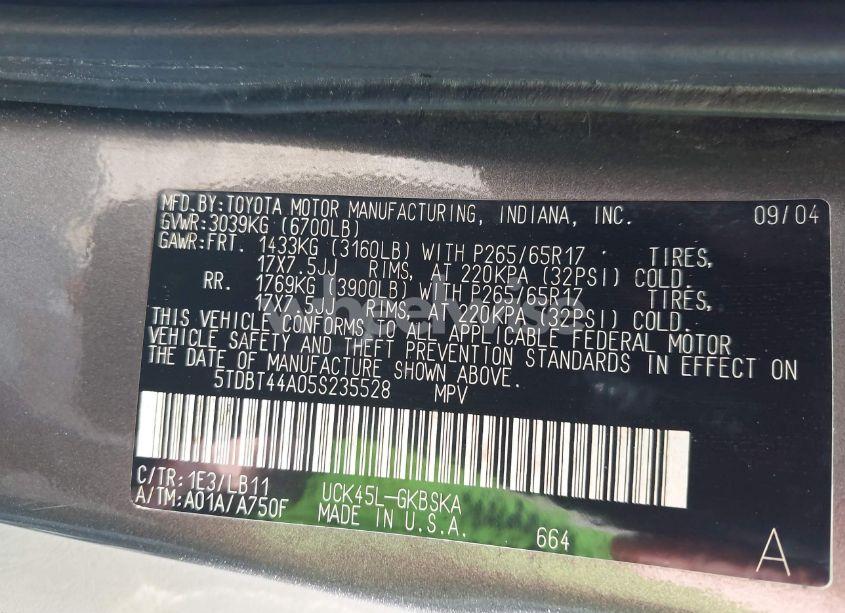 MFD.BY:TOYOTA MOTOR MANUFACTURING, INDIANA, INC. 09/04
GVWR:3039KG (6700LB)
GAWR:FRT. 1433KG (3160LB) WITH P265/65R17 TIRES,
17X7.5JJ RIMS, AT 220KPA (32PSI) COLD.
RR. 1769KG (3900LB) WITH P265/65R17 TIRES,
17X7.5JJ RIMS, AT 220KPA (32PSI) COLD.
THIS VEHICLE CONFORMS TO ALL APPLICABLE FEDERAL MOTOR
VEHICLE SAFETY AND THEFT PREVENTION STANDARDS IN EFFECT ON
THE DATE OF MANUFACTURE SHOWN ABOVE.
5TDBT44A05S235528 MPV
C/TR:1E3/LB11 UCK45L-GKBSKA
A/TM:A01A/A750F MADE IN U.S.A. 664 A